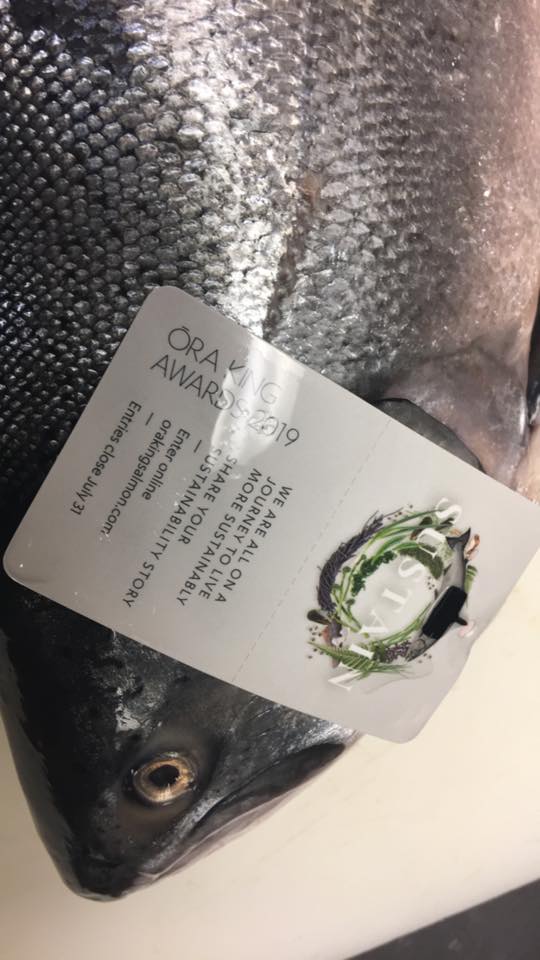 SUSTAIN
WE ARE ALL ON A
JOURNEY TO LIVE
MORE SUSTAINABLY
SHARE YOUR
SUSTAINABILITY STORY
ŌRA KING
AWARDS 2019
Enter online
orakingsalmon.com
Entries close July 31